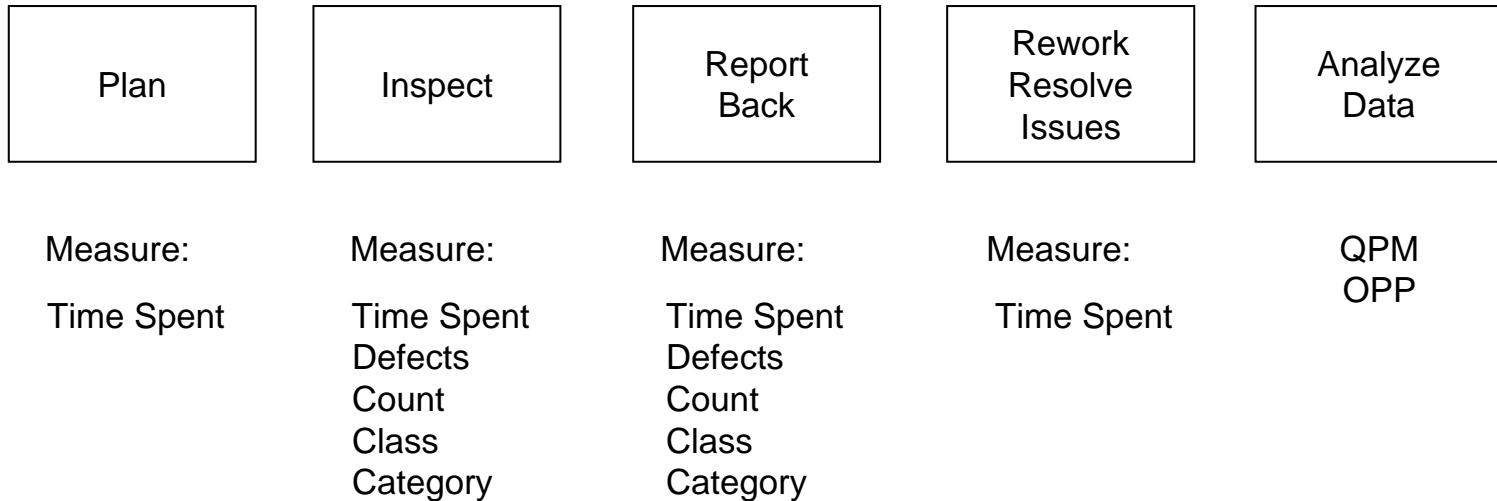 Plan
Inspect
Report
Back
Rework
Resolve
Issues
Analyze
Data
Measure:
Time Spent
Measure:
Time Spent
Defects
Count
Class
Category
Measure:
Time Spent
Defects
Count
Class
Category
Measure:
Time Spent
QPM
OPP